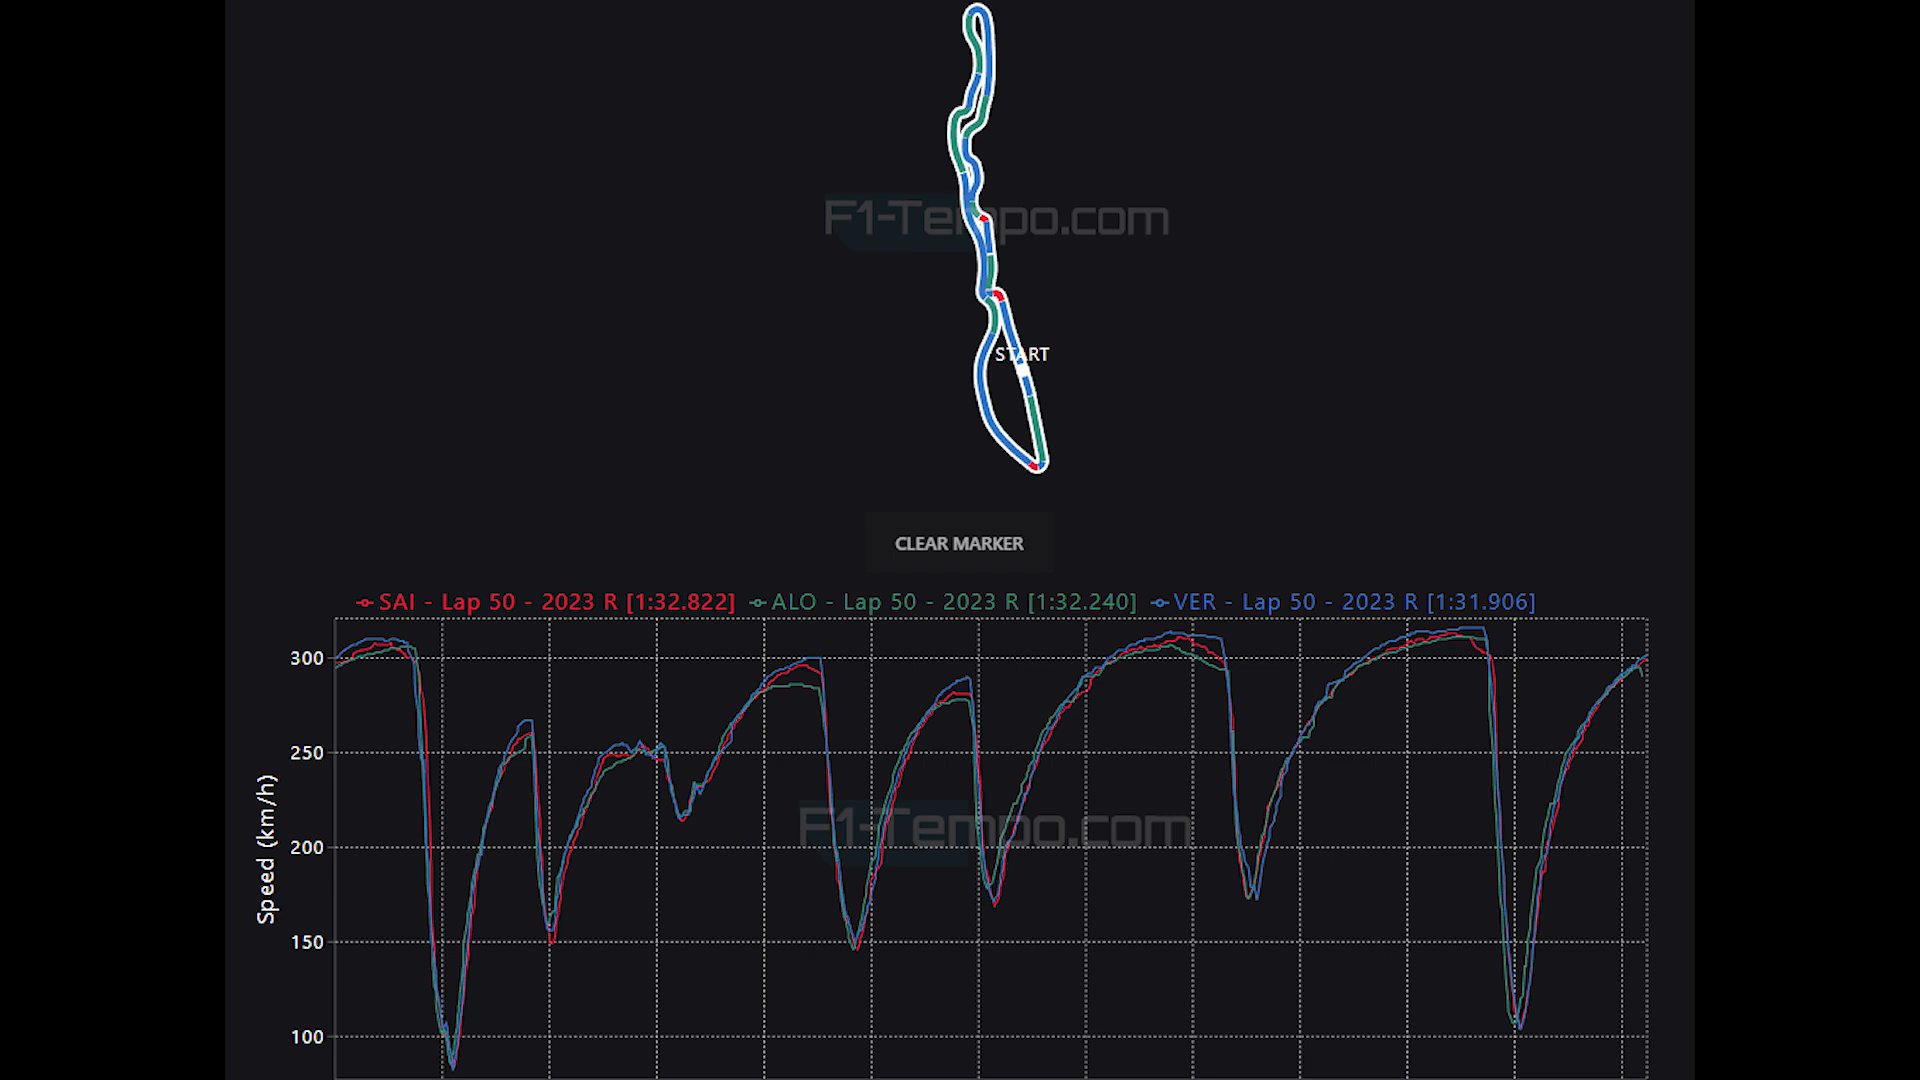 F1-Tempo.com
START
CLEAR MARKER
SAI - Lap 50 - 2023 R [1:32.822] ALO - Lap 50 - 2023 R [1:32.240] VER - Lap 50 - 2023 R [1:31.906]
300
250
F1-Tempo.com
200
Speed (km/h)
150
100